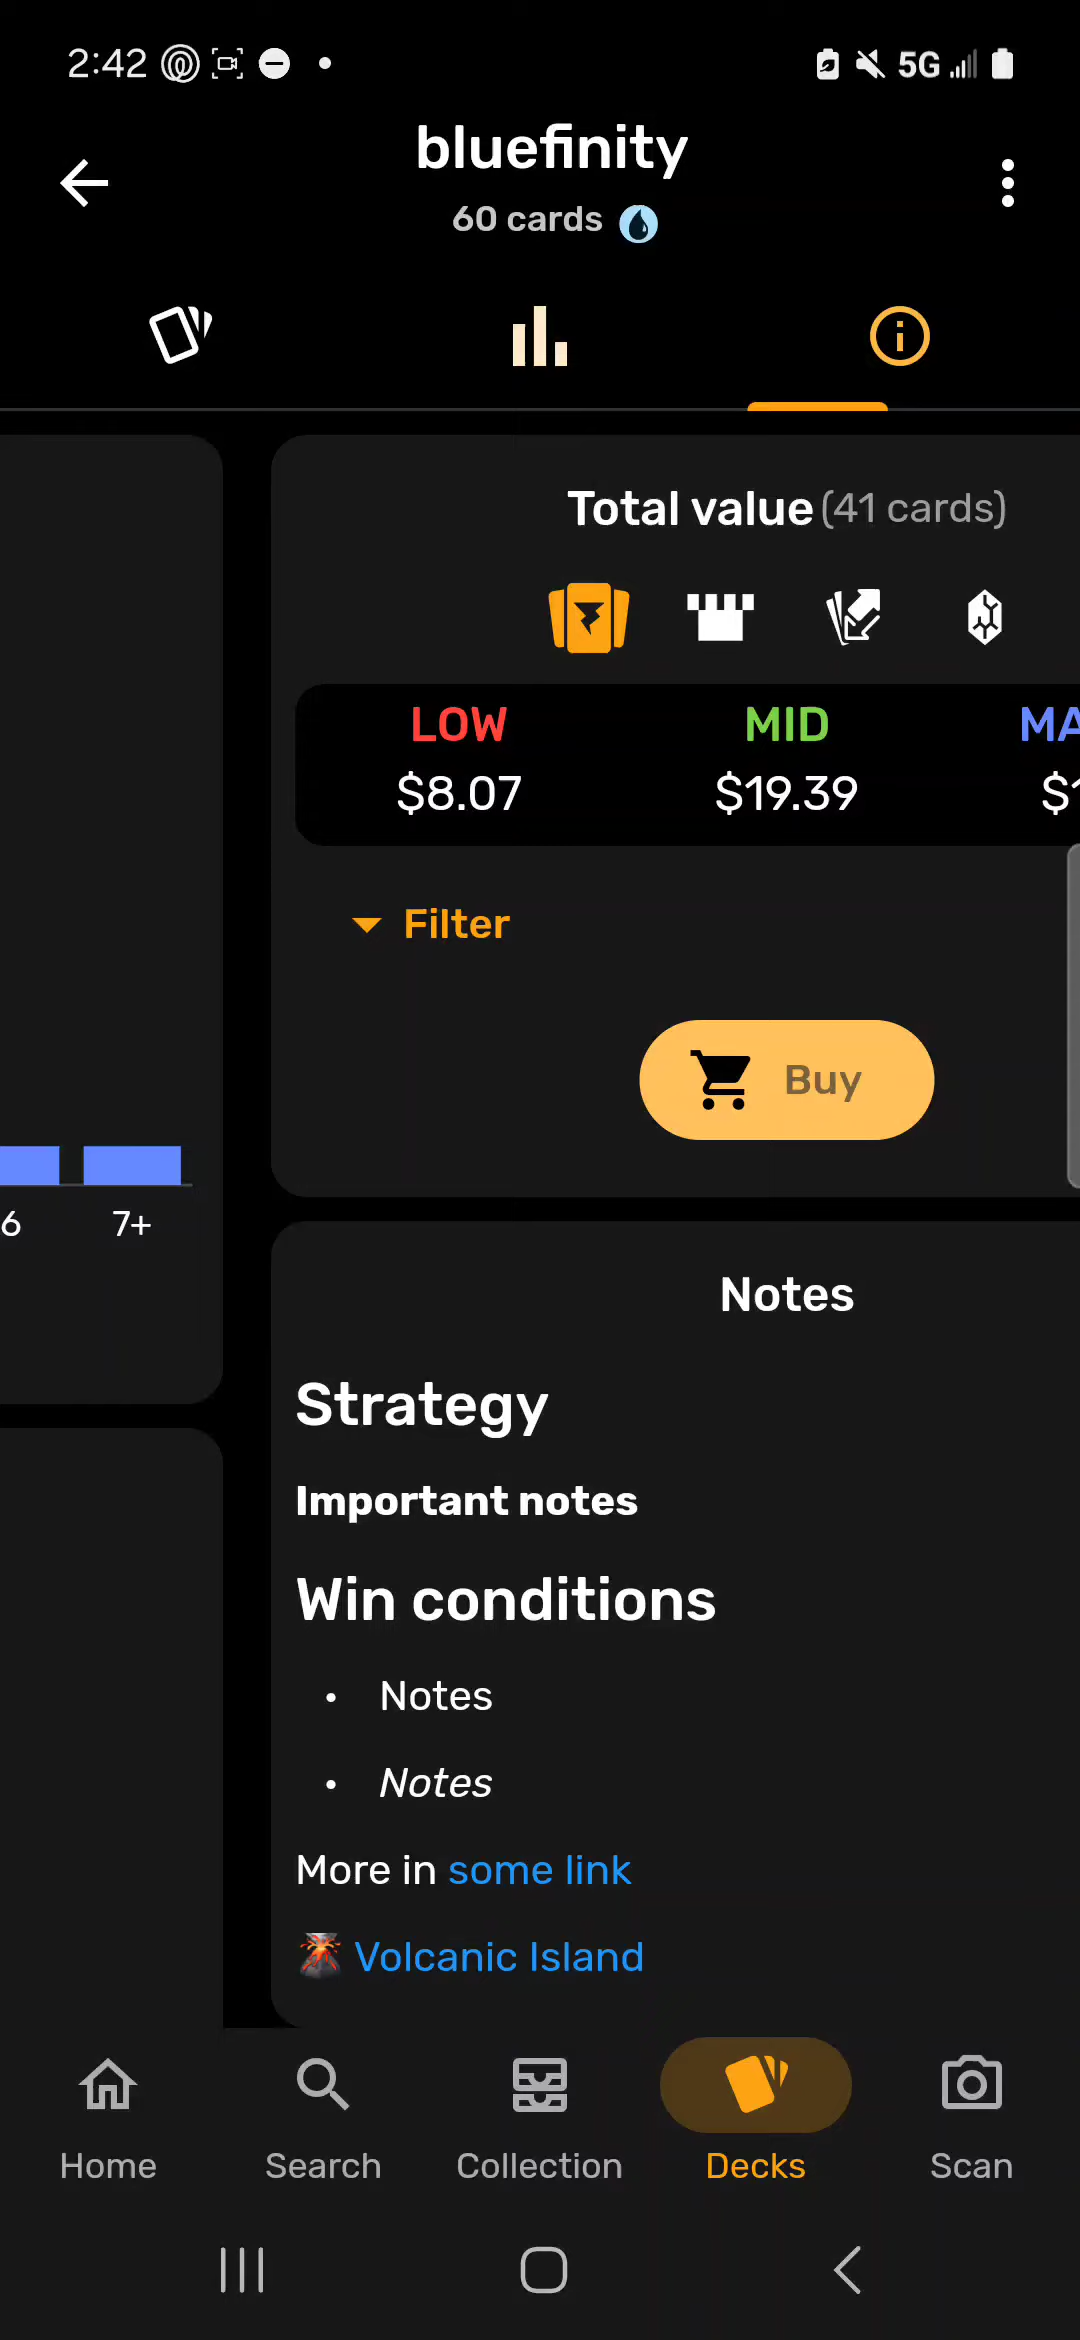 2:42
5G
bluefinity
60 cards
Total value (41 cards)
LOW MID MA
$8.07 $19.39 $1
Filter
Buy
6 7+
Notes
Strategy
Important notes
Win conditions
• Notes
• Notes
More in some link
🌋 Volcanic Island
Home Search Collection Decks Scan